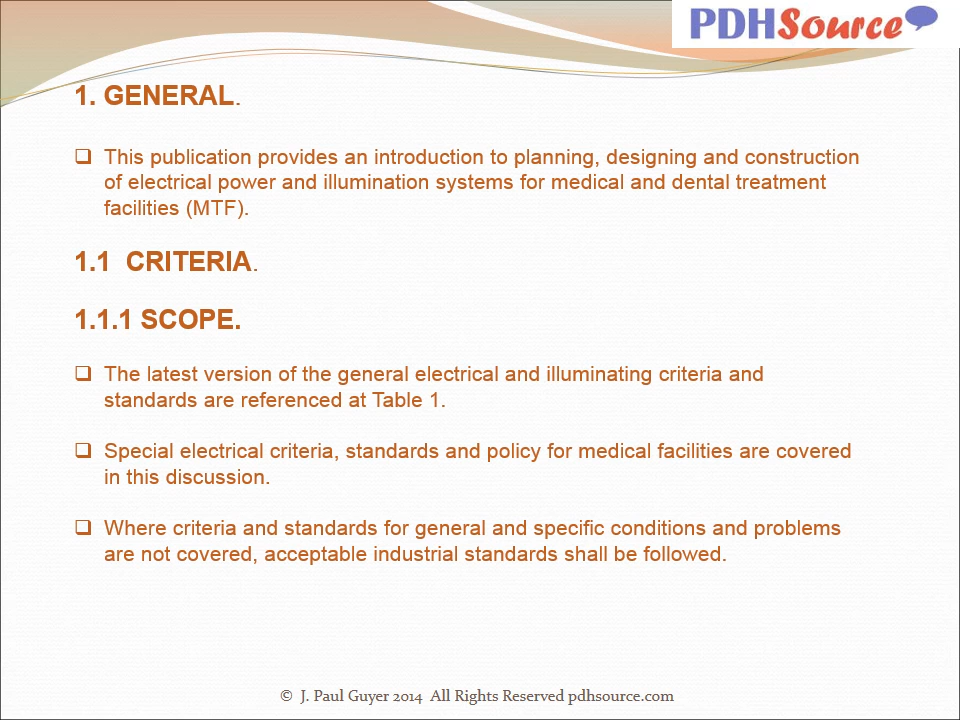 PDHSource
1. GENERAL.
❑ This publication provides an introduction to planning, designing and construction
of electrical power and illumination systems for medical and dental treatment
facilities (MTF).
1.1 CRITERIA.
1.1.1 SCOPE.
❑ The latest version of the general electrical and illuminating criteria and
standards are referenced at Table 1.
❑ Special electrical criteria, standards and policy for medical facilities are covered
in this discussion.
❑ Where criteria and standards for general and specific conditions and problems
are not covered, acceptable industrial standards shall be followed.
© J. Paul Guyer 2014 All Rights Reserved pdhsource.com